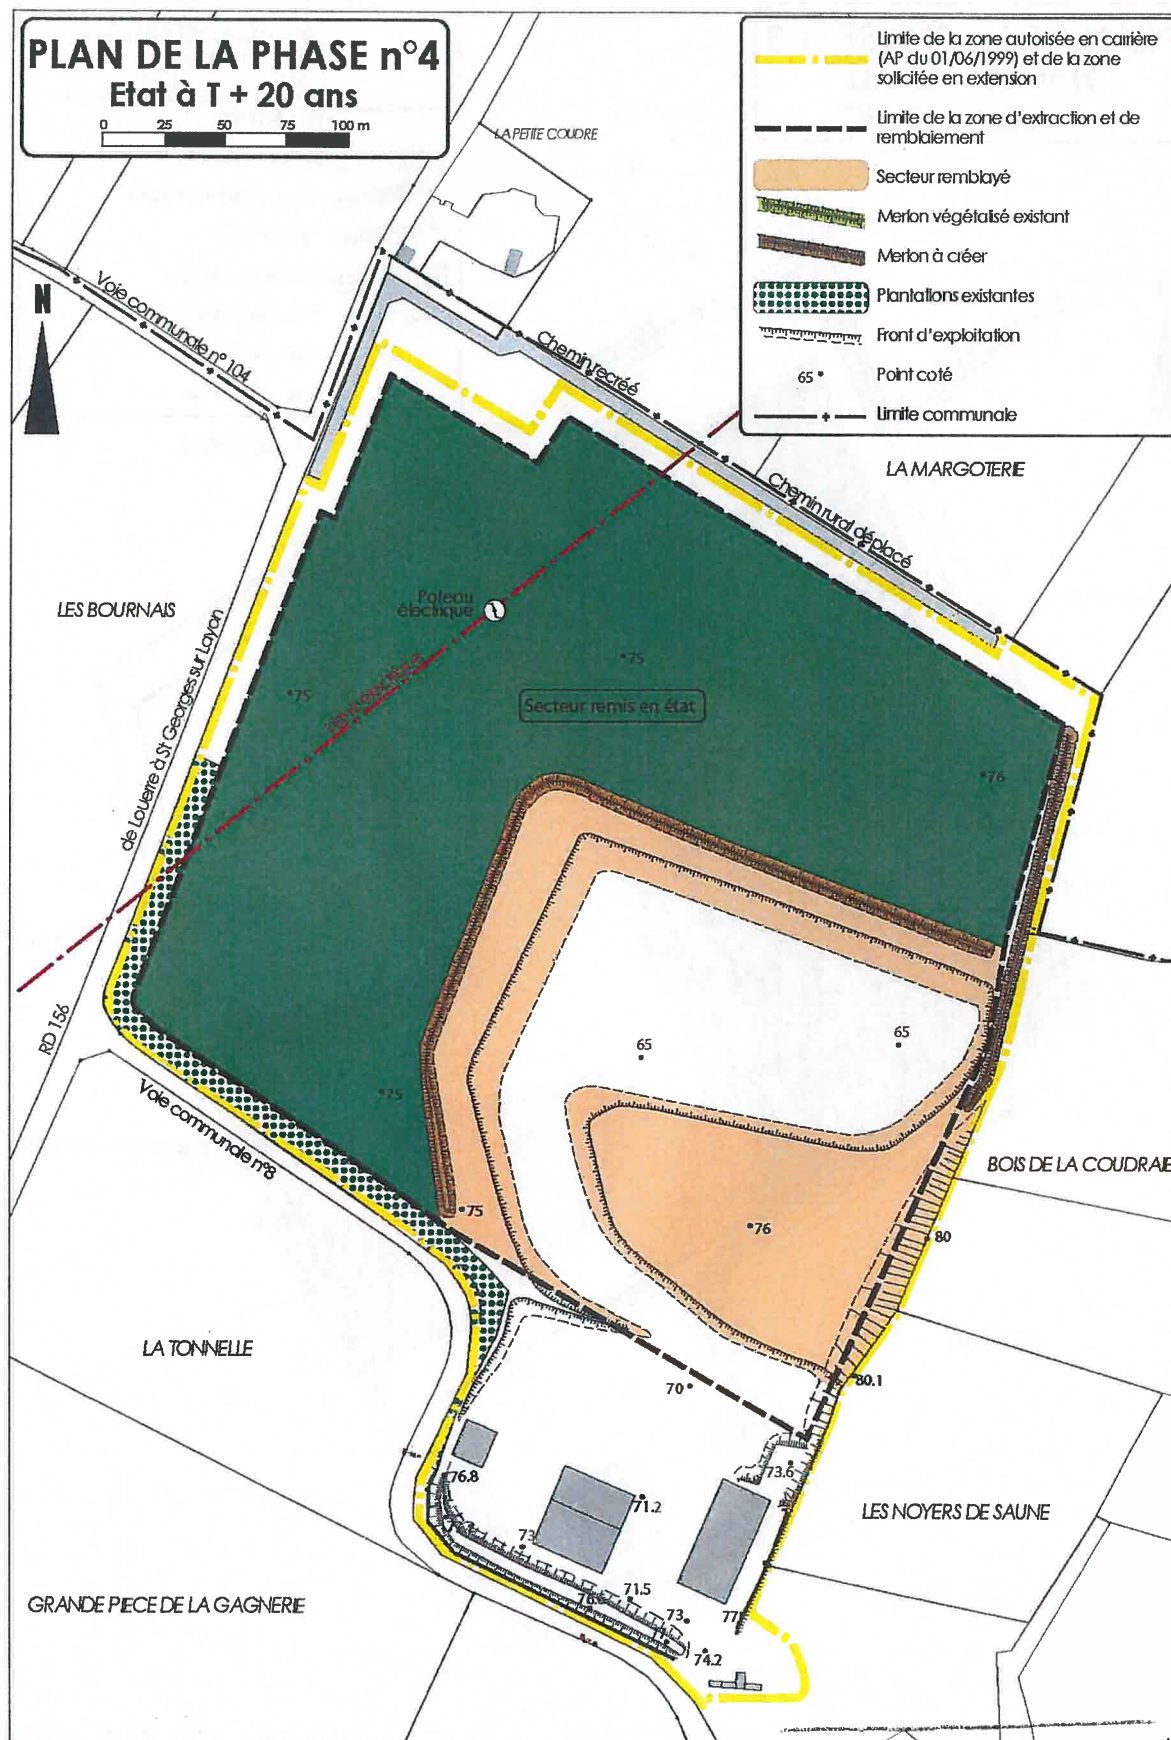 PLAN DE LA PHASE n°4
Etat à T + 20 ans
0 25 50 75 100 m
Limite de la zone autorisée en carrière
(AP du 01/06/1999) et de la zone
sollicitée en extension
Limite de la zone d'extraction et de
remblaiement
Secteur remblayé
Merlon végétalisé existant
Merlon à créer
Plantations existantes
Front d'exploitation
65 Point coté
Limite communale
LA PETITE COUDRE
N
Voie communale n° 104
Chemin recréé
LA MARGOTERIE
Chemin rural déplacé
LES BOURNAIS
Poteau
électrique
75
75
Secteur remis en état
76
de Louerre à St Georges sur Layon
RD 156
65
65
75
Voie communale n°8
BOIS DE LA COUDRAIE
75
76
80
LA TONNELLE
70
80.1
76.8
73.6
71.2
LES NOYERS DE SAUNE
73
71.5
GRANDE PIECE DE LA GAGNERIE
73
77
74.2